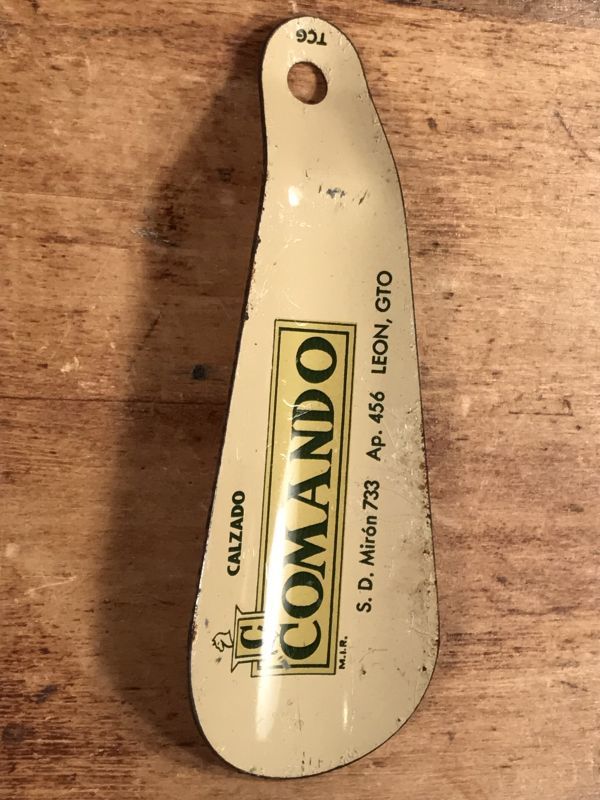 TCG
CALZADO
C
COMANDO
M.I.R.
S. D. Mirón 733 Ap. 456 LEON, GTO